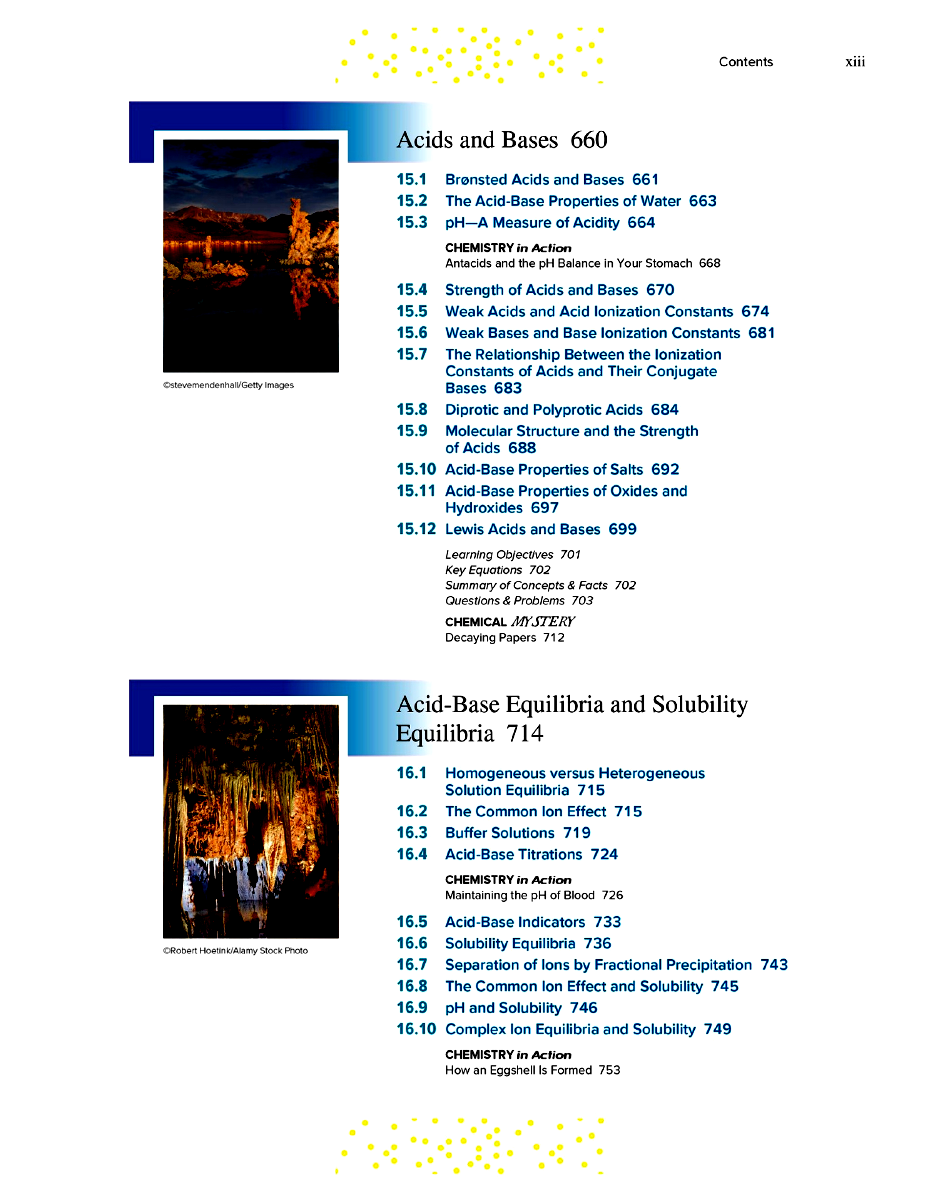 Contents xiii
Acids and Bases 660
15.1 Brønsted Acids and Bases 661
15.2 The Acid-Base Properties of Water 663
15.3 pH—A Measure of Acidity 664
CHEMISTRY in Action
Antacids and the pH Balance in Your Stomach 668
15.4 Strength of Acids and Bases 670
15.5 Weak Acids and Acid Ionization Constants 674
15.6 Weak Bases and Base Ionization Constants 681
15.7 The Relationship Between the Ionization
Constants of Acids and Their Conjugate
Bases 683
15.8 Diprotic and Polyprotic Acids 684
15.9 Molecular Structure and the Strength
of Acids 688
15.10 Acid-Base Properties of Salts 692
15.11 Acid-Base Properties of Oxides and
Hydroxides 697
15.12 Lewis Acids and Bases 699
Learning Objectives 701
Key Equations 702
Summary of Concepts & Facts 702
Questions & Problems 703
CHEMICAL MYSTERY
Decaying Papers 712
©stevemendenhall/Getty Images
Acid-Base Equilibria and Solubility
Equilibria 714
16.1 Homogeneous versus Heterogeneous
Solution Equilibria 715
16.2 The Common Ion Effect 715
16.3 Buffer Solutions 719
16.4 Acid-Base Titrations 724
CHEMISTRY in Action
Maintaining the pH of Blood 726
16.5 Acid-Base Indicators 733
16.6 Solubility Equilibria 736
16.7 Separation of Ions by Fractional Precipitation 743
16.8 The Common Ion Effect and Solubility 745
16.9 pH and Solubility 746
16.10 Complex Ion Equilibria and Solubility 749
CHEMISTRY in Action
How an Eggshell Is Formed 753
©Robert Hoetink/Alamy Stock Photo